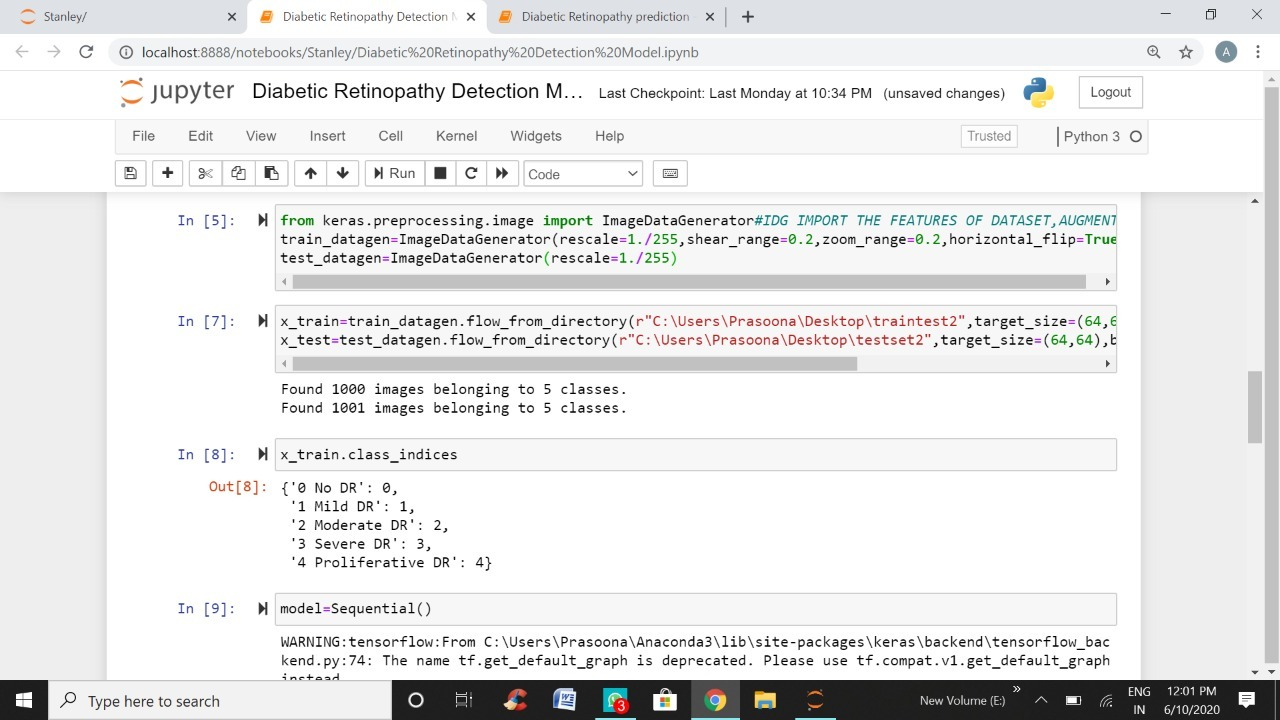 Stanley/
Diabetic Retinopathy Detection M
Diabetic Retinopathy prediction
localhost:8888/notebooks/Stanley/Diabetic%20Retinopathy%20Detection%20Model.ipynb
A
jupyter Diabetic Retinopathy Detection M... Last Checkpoint: Last Monday at 10:34 PM (unsaved changes)
Logout
File Edit View Insert Cell Kernel Widgets Help
Trusted
Python 3
Run
Code
In [5]:
from keras.preprocessing.image import ImageDataGenerator#IDG IMPORT THE FEATURES OF DATASET,AUGMENT
train_datagen=ImageDataGenerator(rescale=1./255,shear_range=0.2,zoom_range=0.2,horizontal_flip=True
test_datagen=ImageDataGenerator(rescale=1./255)
In [7]:
x_train=train_datagen.flow_from_directory(r"C:\Users\Prasoona\Desktop\traintest2",target_size=(64,6
x_test=test_datagen.flow_from_directory(r"C:\Users\Prasoona\Desktop\testset2",target_size=(64,64),b
Found 1000 images belonging to 5 classes.
Found 1001 images belonging to 5 classes.
In [8]:
x_train.class_indices
Out[8]:
{'0 No DR': 0,
'1 Mild DR': 1,
'2 Moderate DR': 2,
'3 Severe DR': 3,
'4 Proliferative DR': 4}
In [9]:
model=Sequential()
WARNING:tensorflow:From C:\Users\Prasoona\Anaconda3\lib\site-packages\keras\backend\tensorflow_bac
kend.py:74: The name tf.get_default_graph is deprecated. Please use tf.compat.v1.get_default_graph
instead
Type here to search
3
New Volume (E:)
ENG
IN
12:01 PM
6/10/2020